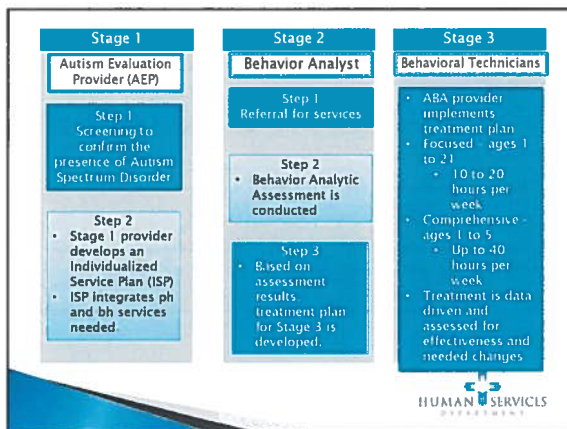 Stage 1
Autism Evaluation
Provider (AEP)
Step 1
Screening to
confirm the
presence of Autism
Spectrum Disorder
Step 2
• Stage 1 provider
develops an
Individualized
Service Plan (ISP)
• ISP integrates ph
and bh services
needed.
Stage 2
Behavior Analyst
Step 1
Referral for services
Step 2
• Behavior Analytic
Assessment is
conducted
Step 3
• Based on
assessment
results,
treatment plan
for Stage 3 is
developed.
Stage 3
Behavioral Technicians
• ABA provider
implements
treatment plan
• Focused - ages 1
to 21
• 10 to 20
hours per
week
• Comprehensive -
ages 1 to 5
• Up to 40
hours per
week
• Treatment is data
driven and
assessed for
effectiveness and
needed changes
HUMAN SERVICES
DEPARTMENT